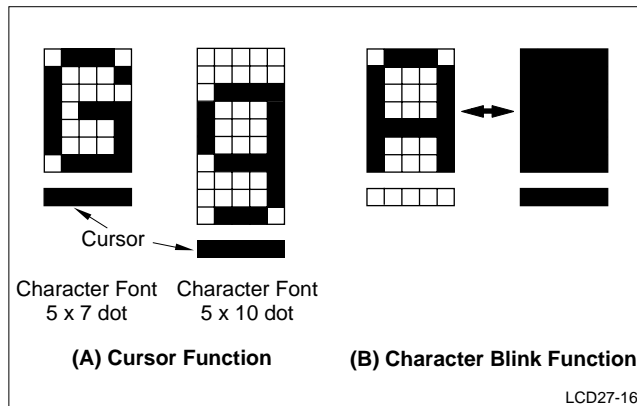 Cursor
Character Font Character Font
5 x 7 dot 5 x 10 dot
(A) Cursor Function (B) Character Blink Function
LCD27-16